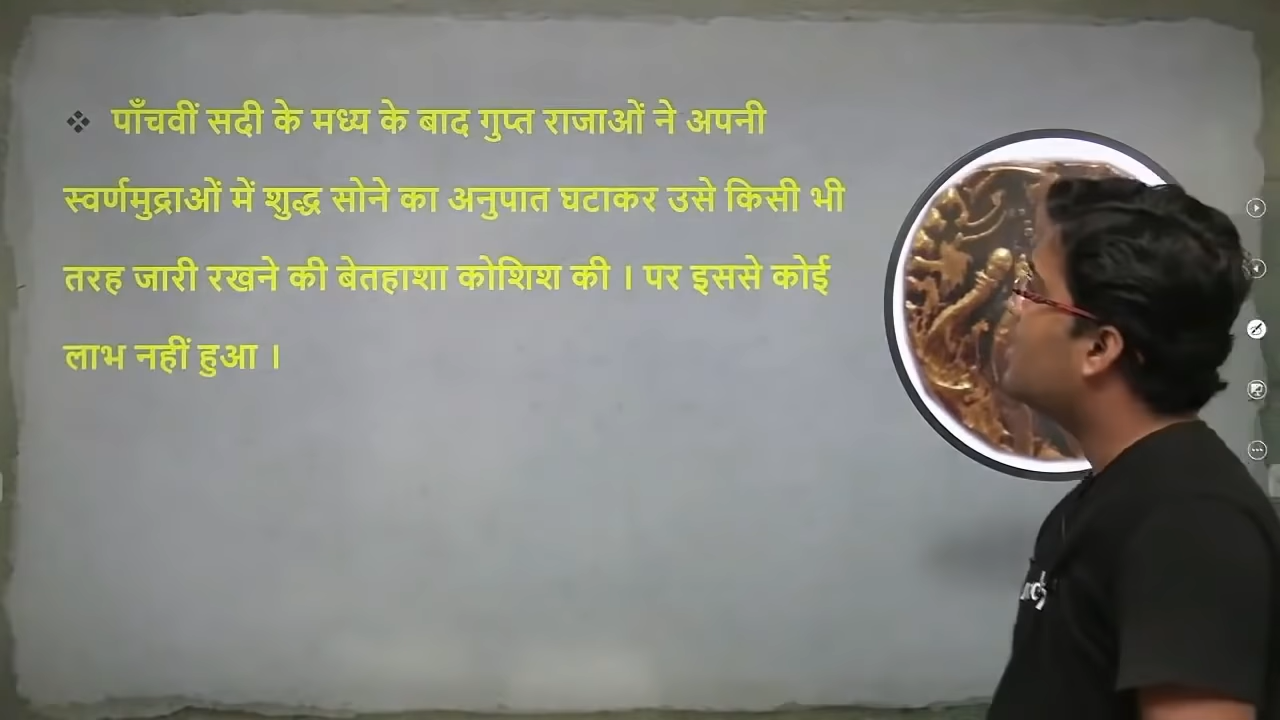 ❖ पाँचवीं सदी के मध्य के बाद गुप्त राजाओं ने अपनी
स्वर्णमुद्राओं में शुद्ध सोने का अनुपात घटाकर उसे किसी भी
तरह जारी रखने की बेतहाशा कोशिश की । पर इससे कोई
लाभ नहीं हुआ ।